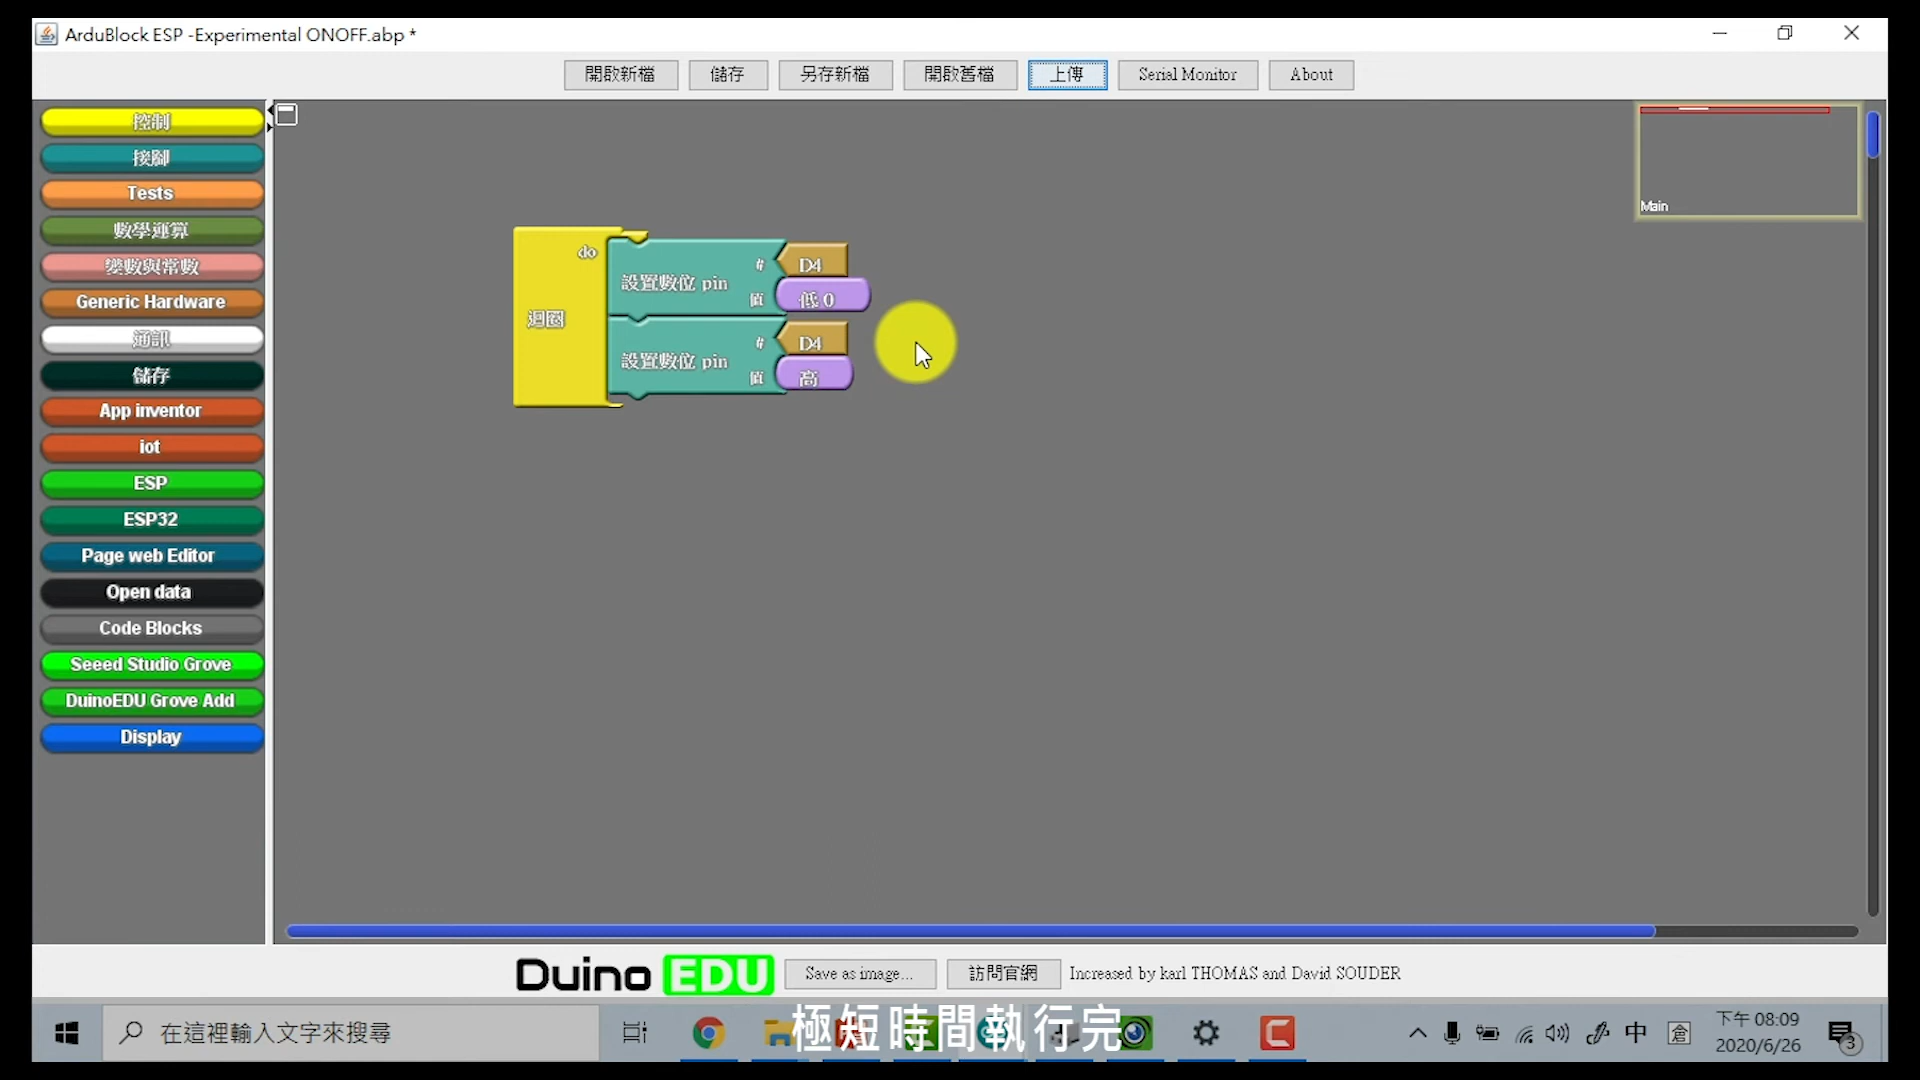 ArduBlock ESP -Experimental ONOFF.abp *
開啟新檔 儲存 另存新檔 開啟舊檔 上傳 Serial Monitor About
控制
接腳
Tests
數學運算
變數與常數
Generic Hardware
通訊
儲存
App inventor
iot
ESP
ESP32
Page web Editor
Open data
Code Blocks
Seeed Studio Grove
DuinoEDU Grove Add
Display
Main
迴圈
do
設置數位 pin
# D4
值 低 0
設置數位 pin
# D4
值 高
Duino EDU Save as image... 訪問官網 Increased by karl THOMAS and David SOUDER
極短時間執行完
在這裡輸入文字來搜尋
中
倉
下午 08:09
2020/6/26
3